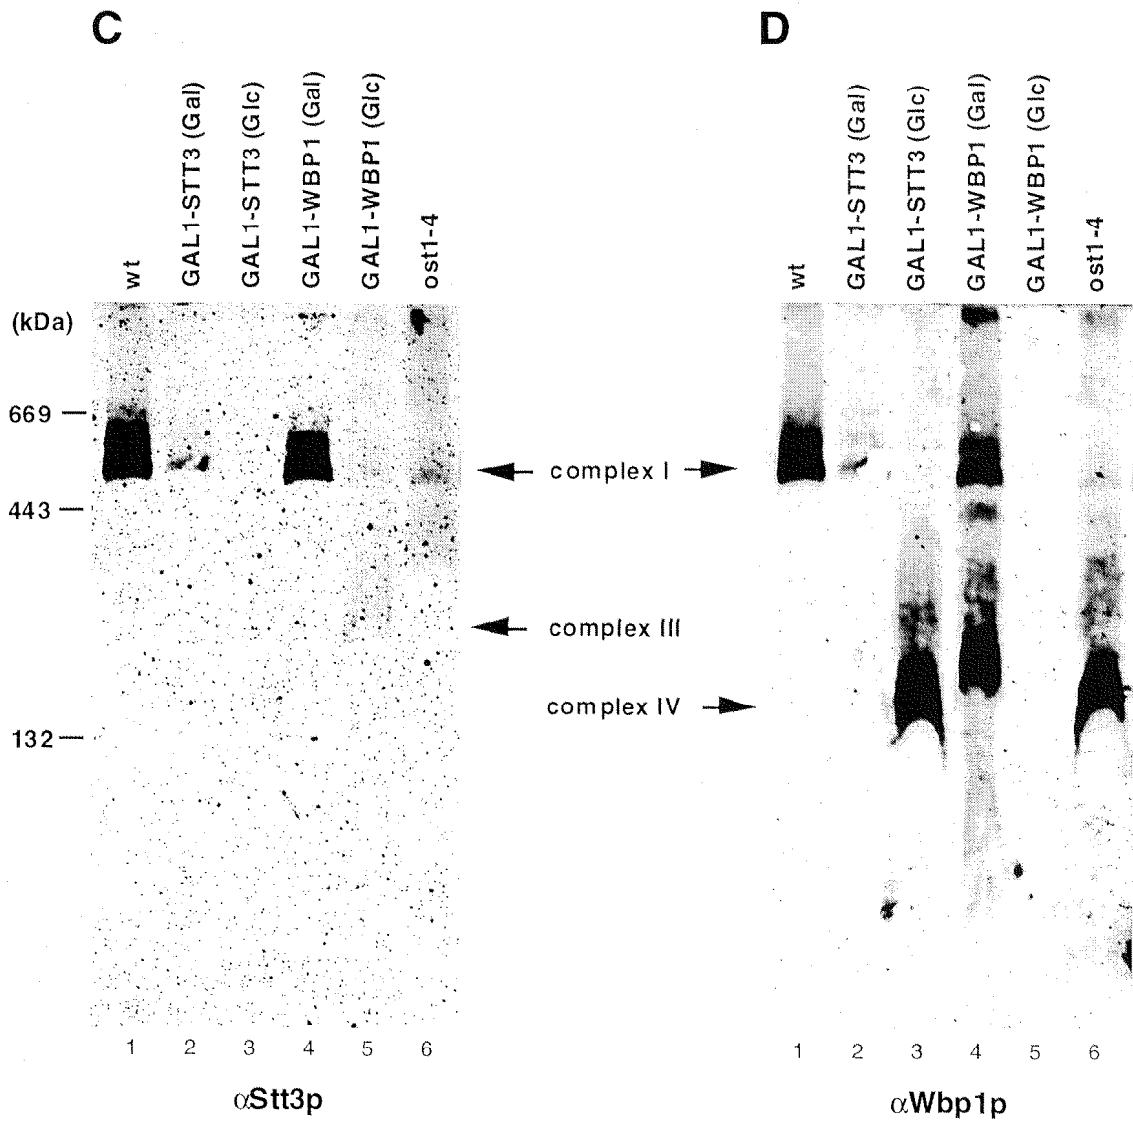 C
wt
GAL1-STT3 (Gal)
GAL1-STT3 (Glc)
GAL1-WBP1 (Gal)
GAL1-WBP1 (Glc)
ost1-4
(kDa)
669
443
132
1 2 3 4 5 6
αStt3p
complex I
complex III
complex IV
D
wt
GAL1-STT3 (Gal)
GAL1-STT3 (Glc)
GAL1-WBP1 (Gal)
GAL1-WBP1 (Glc)
ost1-4
1 2 3 4 5 6
αWbp1p